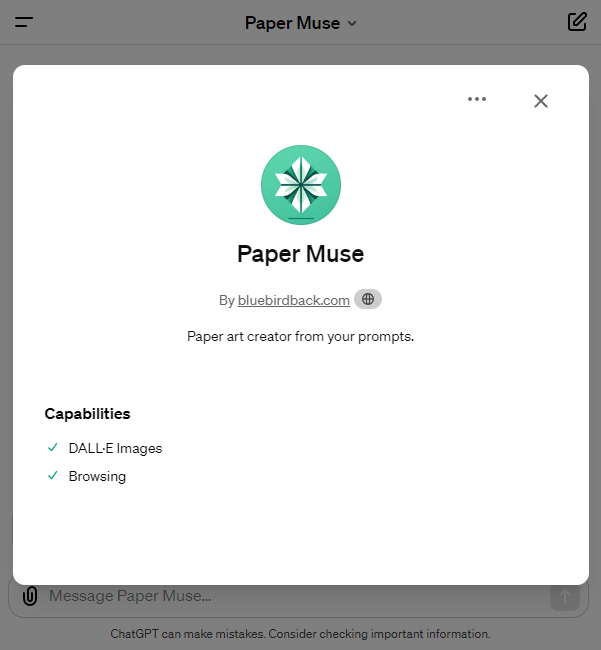 Paper Muse
Paper Muse
By bluebirdback.com
Paper art creator from your prompts.
Capabilities
DALL·E Images
Browsing
Message Paper Muse...
ChatGPT can make mistakes. Consider checking important information.